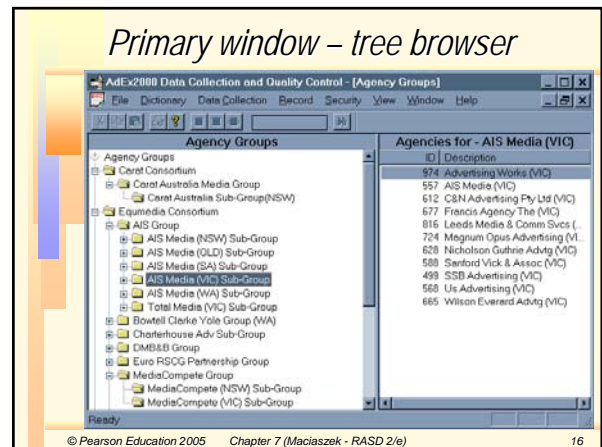 Primary window – tree browser
AdEx2000 Data Collection and Quality Control - [Agency Groups]
File Dictionary Data Collection Record Security View Window Help
Agency Groups
Agency Groups
Carat Consortium
Carat Australia Media Group
Carat Australia Sub-Group(NSW)
Equmedia Consortium
AIS Group
AIS Media (NSW) Sub-Group
AIS Media (QLD) Sub-Group
AIS Media (SA) Sub-Group
AIS Media (VIC) Sub-Group
AIS Media (WA) Sub-Group
Total Media (VIC) Sub-Group
Bowtell Clarke Yole Group (WA)
Charterhouse Adv Sub-Group
DMB&B Group
Euro RSCG Partnership Group
MediaCompete Group
MediaCompete (NSW) Sub-Group
MediaCompete (VIC) Sub-Group
Agencies for - AIS Media (VIC)
ID Description
974 Advertising Works (VIC)
557 AIS Media (VIC)
612 C&N Advertising Pty Ltd (VIC)
677 Francis Agency The (VIC)
816 Leeds Media & Comm Svcs (...
724 Magnum Opus Advertising (VI...
628 Nicholson Guthrie Advtg (VIC)
588 Sanford Vick & Assoc (VIC)
499 SSB Advertising (VIC)
568 Us Advertising (VIC)
665 Wilson Everard Advtg (VIC)
Ready
© Pearson Education 2005 Chapter 7 (Maciaszek - RASD 2/e) 16